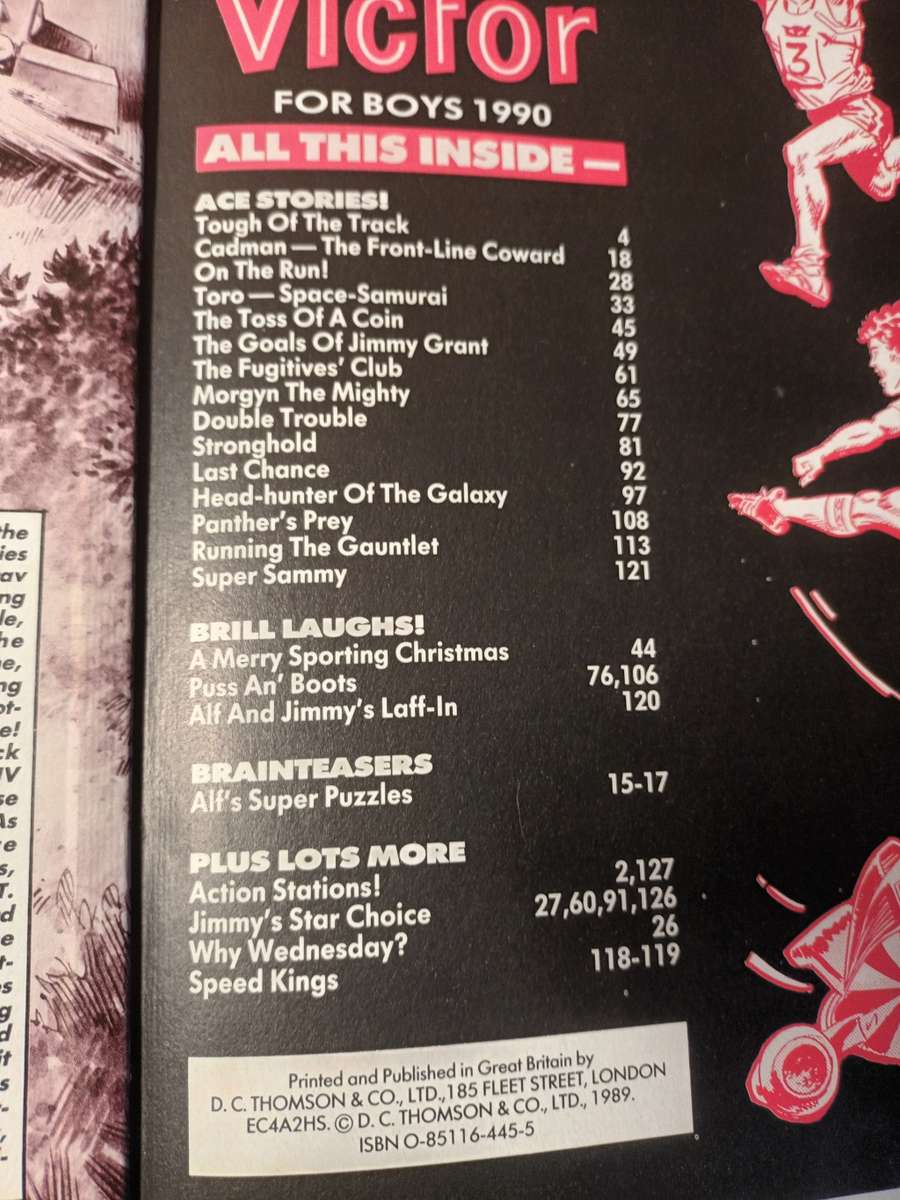 Victor
FOR BOYS 1990
ALL THIS INSIDE —
ACE STORIES!
Tough Of The Track 4
Cadman — The Front-Line Coward 18
On The Run! 28
Toro — Space-Samurai 33
The Toss Of A Coin 45
The Goals Of Jimmy Grant 49
The Fugitives' Club 61
Morgyn The Mighty 65
Double Trouble 77
Stronghold 81
Last Chance 92
Head-hunter Of The Galaxy 97
Panther's Prey 108
Running The Gauntlet 113
Super Sammy 121
BRILL LAUGHS!
A Merry Sporting Christmas 44
Puss An' Boots 76,106
Alf And Jimmy's Laff-In 120
BRAINTEASERS
Alf's Super Puzzles 15-17
PLUS LOTS MORE
Action Stations! 2,127
Jimmy's Star Choice 27,60,91,126
Why Wednesday? 26
Speed Kings 118-119
Printed and Published in Great Britain by
D. C. THOMSON & CO., LTD.,185 FLEET STREET, LONDON
EC4A2HS. © D. C. THOMSON & CO., LTD., 1989.
ISBN O-85116-445-5
3